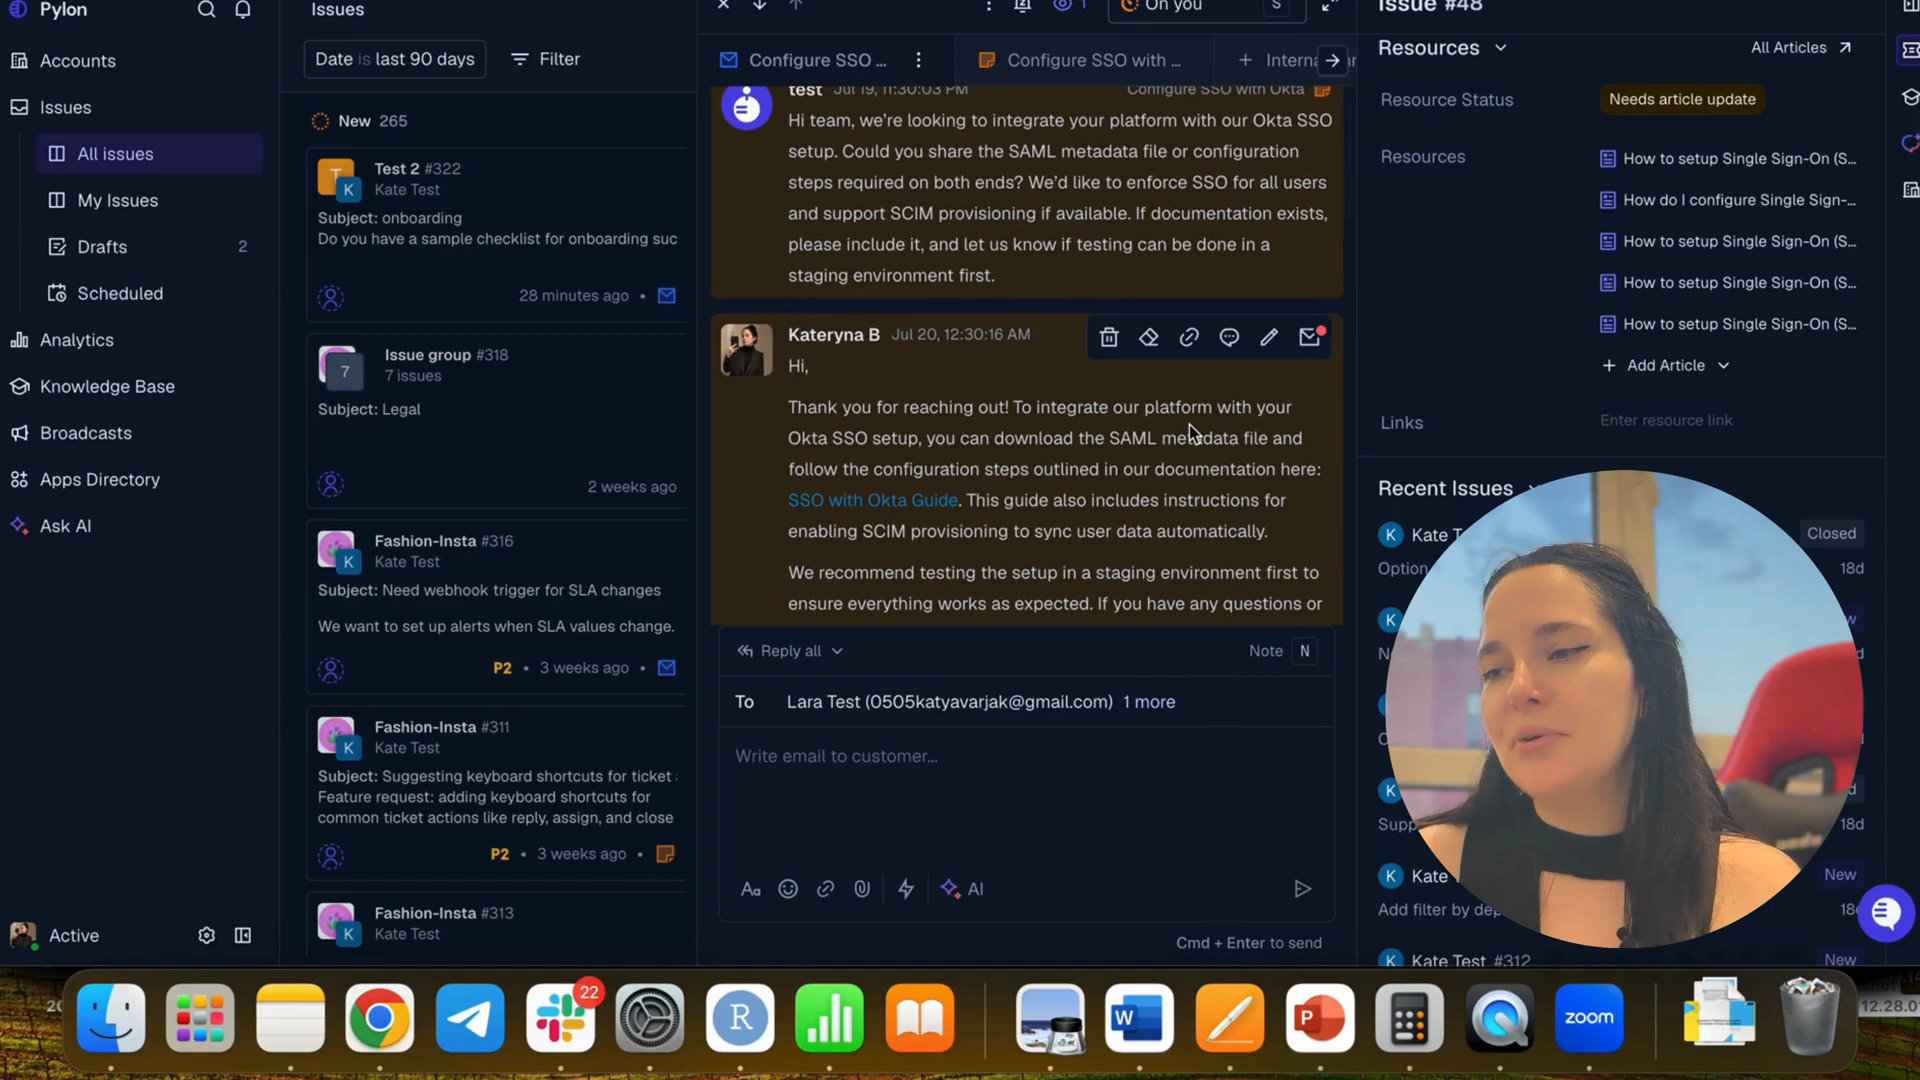 Pylon
Accounts
Issues
All issues
My Issues
Drafts
2
Scheduled
Analytics
Knowledge Base
Broadcasts
Apps Directory
Ask AI
Active
Issues
Date is last 90 days
Filter
New 265
T
K
Test 2 #322
Kate Test
Subject: onboarding
Do you have a sample checklist for onboarding suc
28 minutes ago
7
Issue group #318
7 issues
Subject: Legal
2 weeks ago
K
Fashion-Insta #316
Kate Test
Subject: Need webhook trigger for SLA changes
We want to set up alerts when SLA values change.
P2 • 3 weeks ago
K
Fashion-Insta #311
Kate Test
Subject: Suggesting keyboard shortcuts for ticket
Feature request: adding keyboard shortcuts for
common ticket actions like reply, assign, and close
P2 • 3 weeks ago
K
Fashion-Insta #313
Kate Test
1
On you
S
Configure SSO ...
Configure SSO with ...
Interna
test Jul 19, 11:30:03 PM
Configure SSO with Okta
Hi team, we're looking to integrate your platform with our Okta SSO
setup. Could you share the SAML metadata file or configuration
steps required on both ends? We'd like to enforce SSO for all users
and support SCIM provisioning if available. If documentation exists,
please include it, and let us know if testing can be done in a
staging environment first.
Kateryna B Jul 20, 12:30:16 AM
Hi,
Thank you for reaching out! To integrate our platform with your
Okta SSO setup, you can download the SAML metadata file and
follow the configuration steps outlined in our documentation here:
SSO with Okta Guide. This guide also includes instructions for
enabling SCIM provisioning to sync user data automatically.
We recommend testing the setup in a staging environment first to
ensure everything works as expected. If you have any questions or
Reply all
Note N
To Lara Test (0505katyavarjak@gmail.com) 1 more
Write email to customer...
Aa
AI
Cmd + Enter to send
Issue #48
Resources
All Articles
Resource Status
Needs article update
Resources
How to setup Single Sign-On (S...
How do I configure Single Sign-...
How to setup Single Sign-On (S...
How to setup Single Sign-On (S...
How to setup Single Sign-On (S...
Add Article
Links
Enter resource link
Recent Issues
K
Kate T
Closed
Option
18d
K
K
Supp
18d
K
Kate
New
Add filter by dep
K
Kate Test #312
New
22
R
W
P
zoom
12.28.0